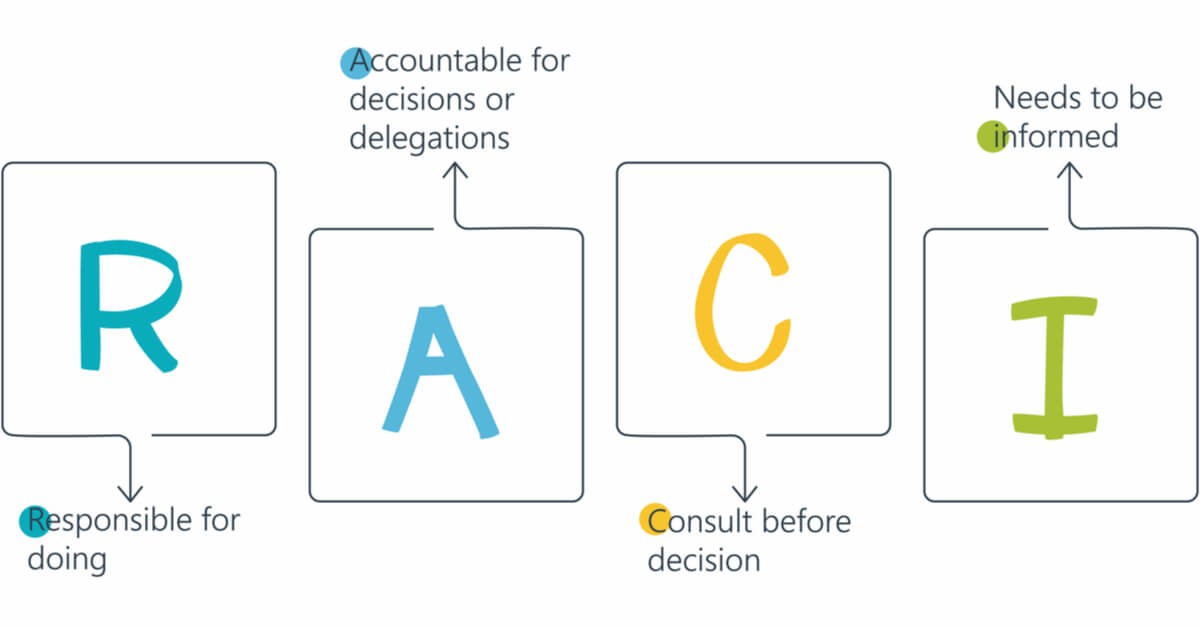 R
Responsible for
doing
Accountable for
decisions or
delegations
A
C
Consult before
decision
Needs to be
informed
I